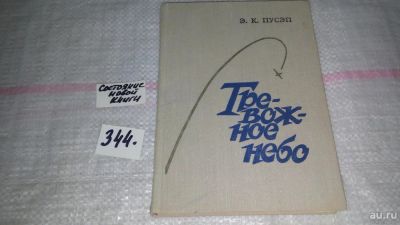 Э. К. ПУСЭП
Тре-
вож-
ное
небо
Состояние
новой
книги
344.
au.ru